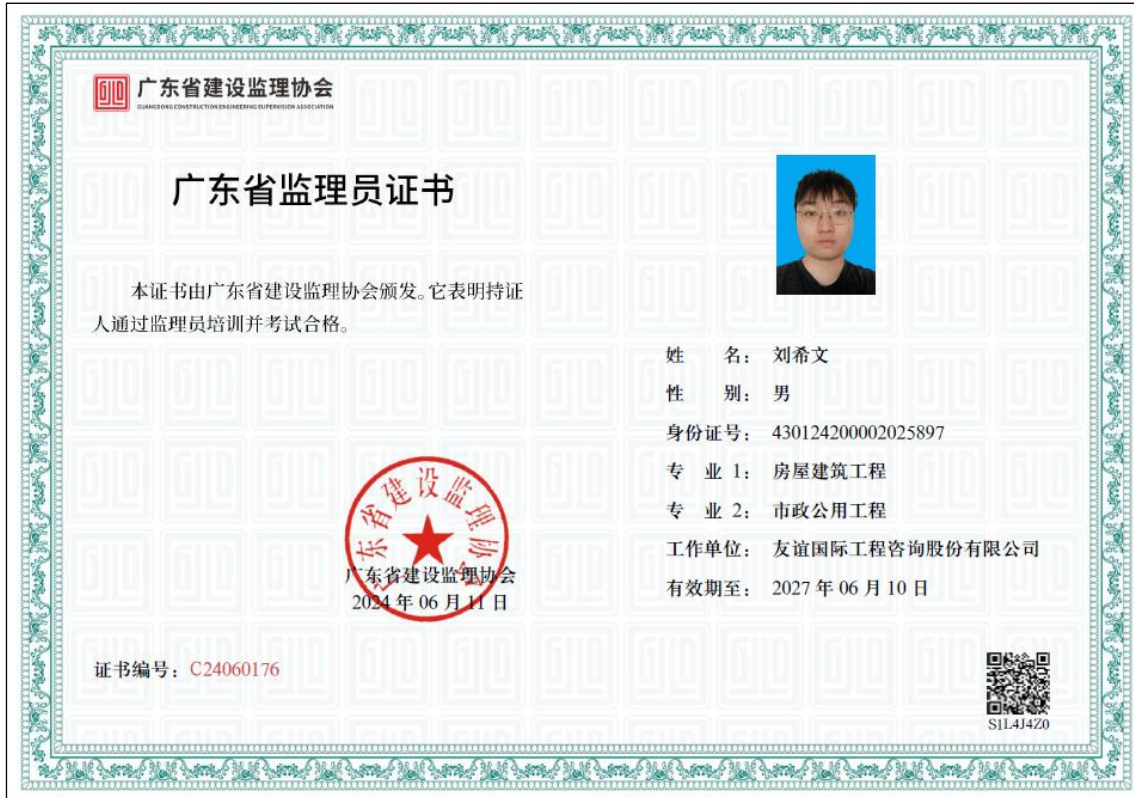 广东省建设监理协会
GUANGDONG CONSTRUCTION ENGINEERING SUPERVISION ASSOCIATION
广东省监理员证书
本证书由广东省建设监理协会颁发。它表明持证
人通过监理员培训并考试合格。
姓 名： 刘希文
性 别： 男
身份证号： 430124200002025897
专 业 1： 房屋建筑工程
专 业 2： 市政公用工程
工作单位： 友谊国际工程咨询股份有限公司
有效期至： 2027 年 06 月 10 日
广东省建设监理协会
广东省建设监理协会
2024 年 06 月 11 日
证书编号：C24060176
S1L4J4Z0